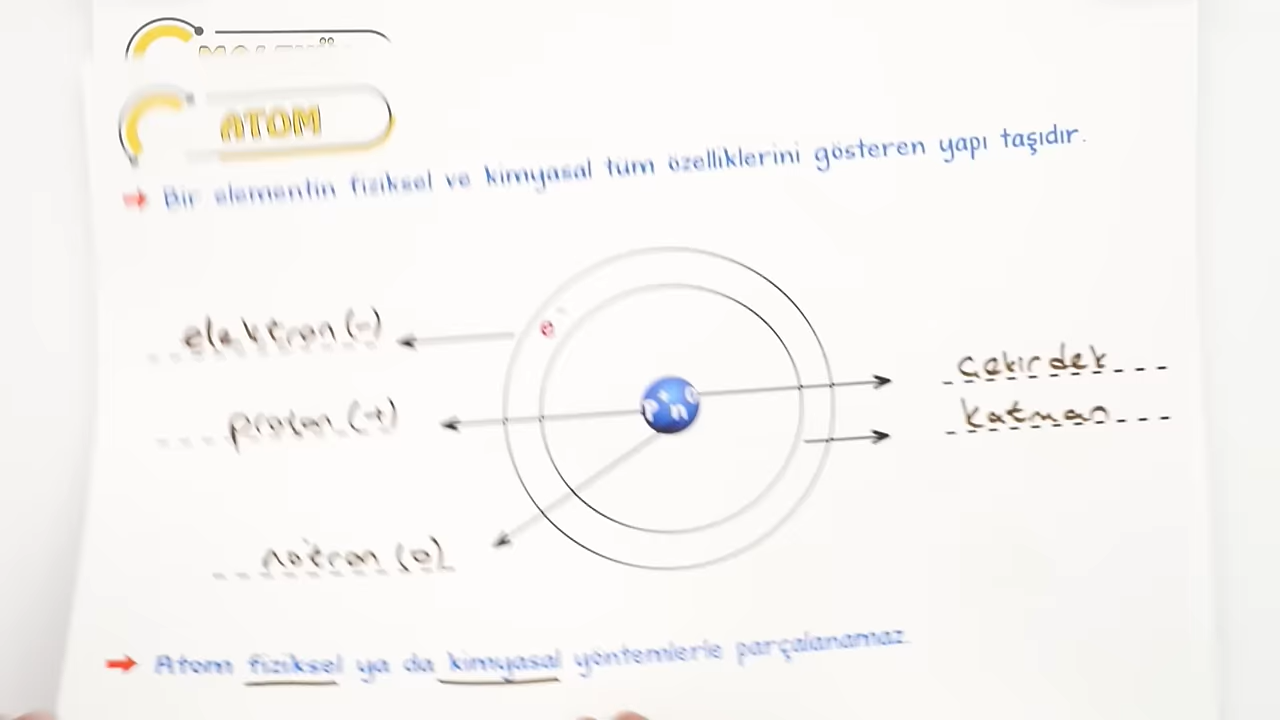 ATOM
Bir elementin fiziksel ve kimyasal tüm özelliklerini gösteren yapı taşıdır.
elektron (-)
e
Çekirdek
proton (+)
P n
katman
nötron (0)
Atom fiziksel ya da kimyasal yöntemlerle parçalanamaz.